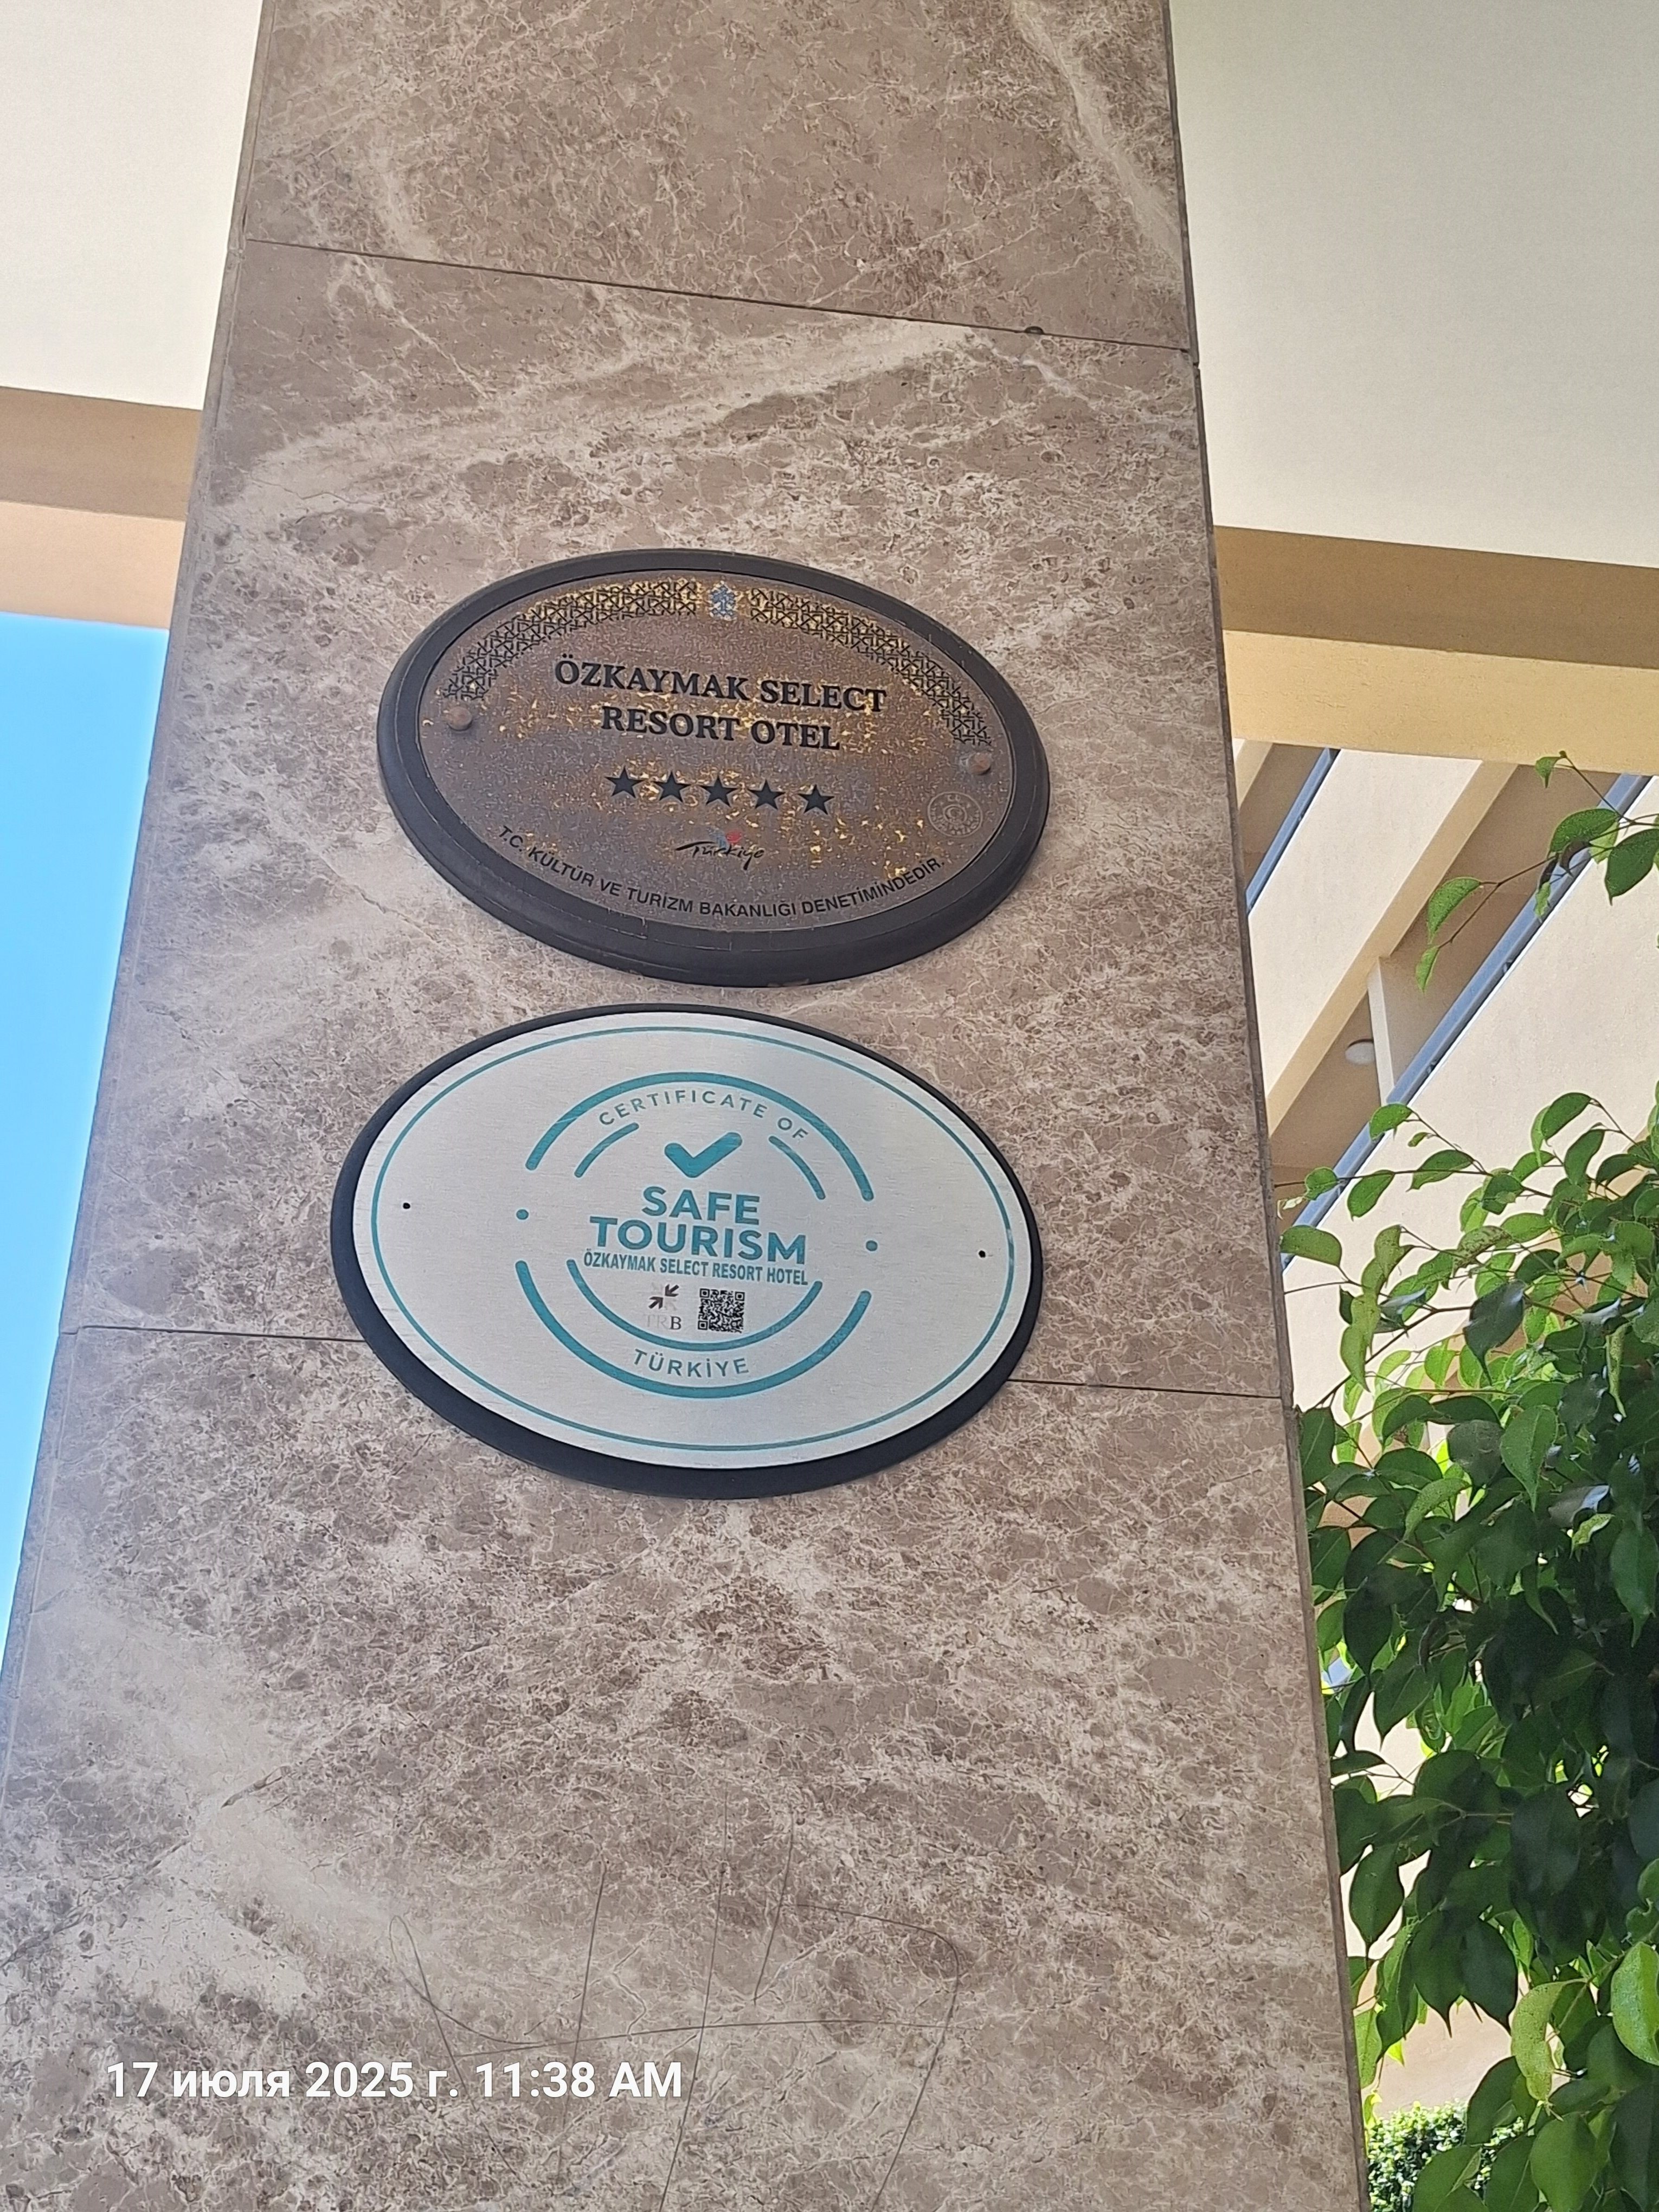 ÖZKAYMAK SELECT
RESORT OTEL
Türkiye
T.C. KÜLTÜR VE TURİZM BAKANLIĞI DENETİMİNDEDİR.
CERTIFICATE OF
SAFE
TOURISM
ÖZKAYMAK SELECT RESORT HOTEL
TRB
TÜRKİYE
17 июля 2025 г. 11:38 AM